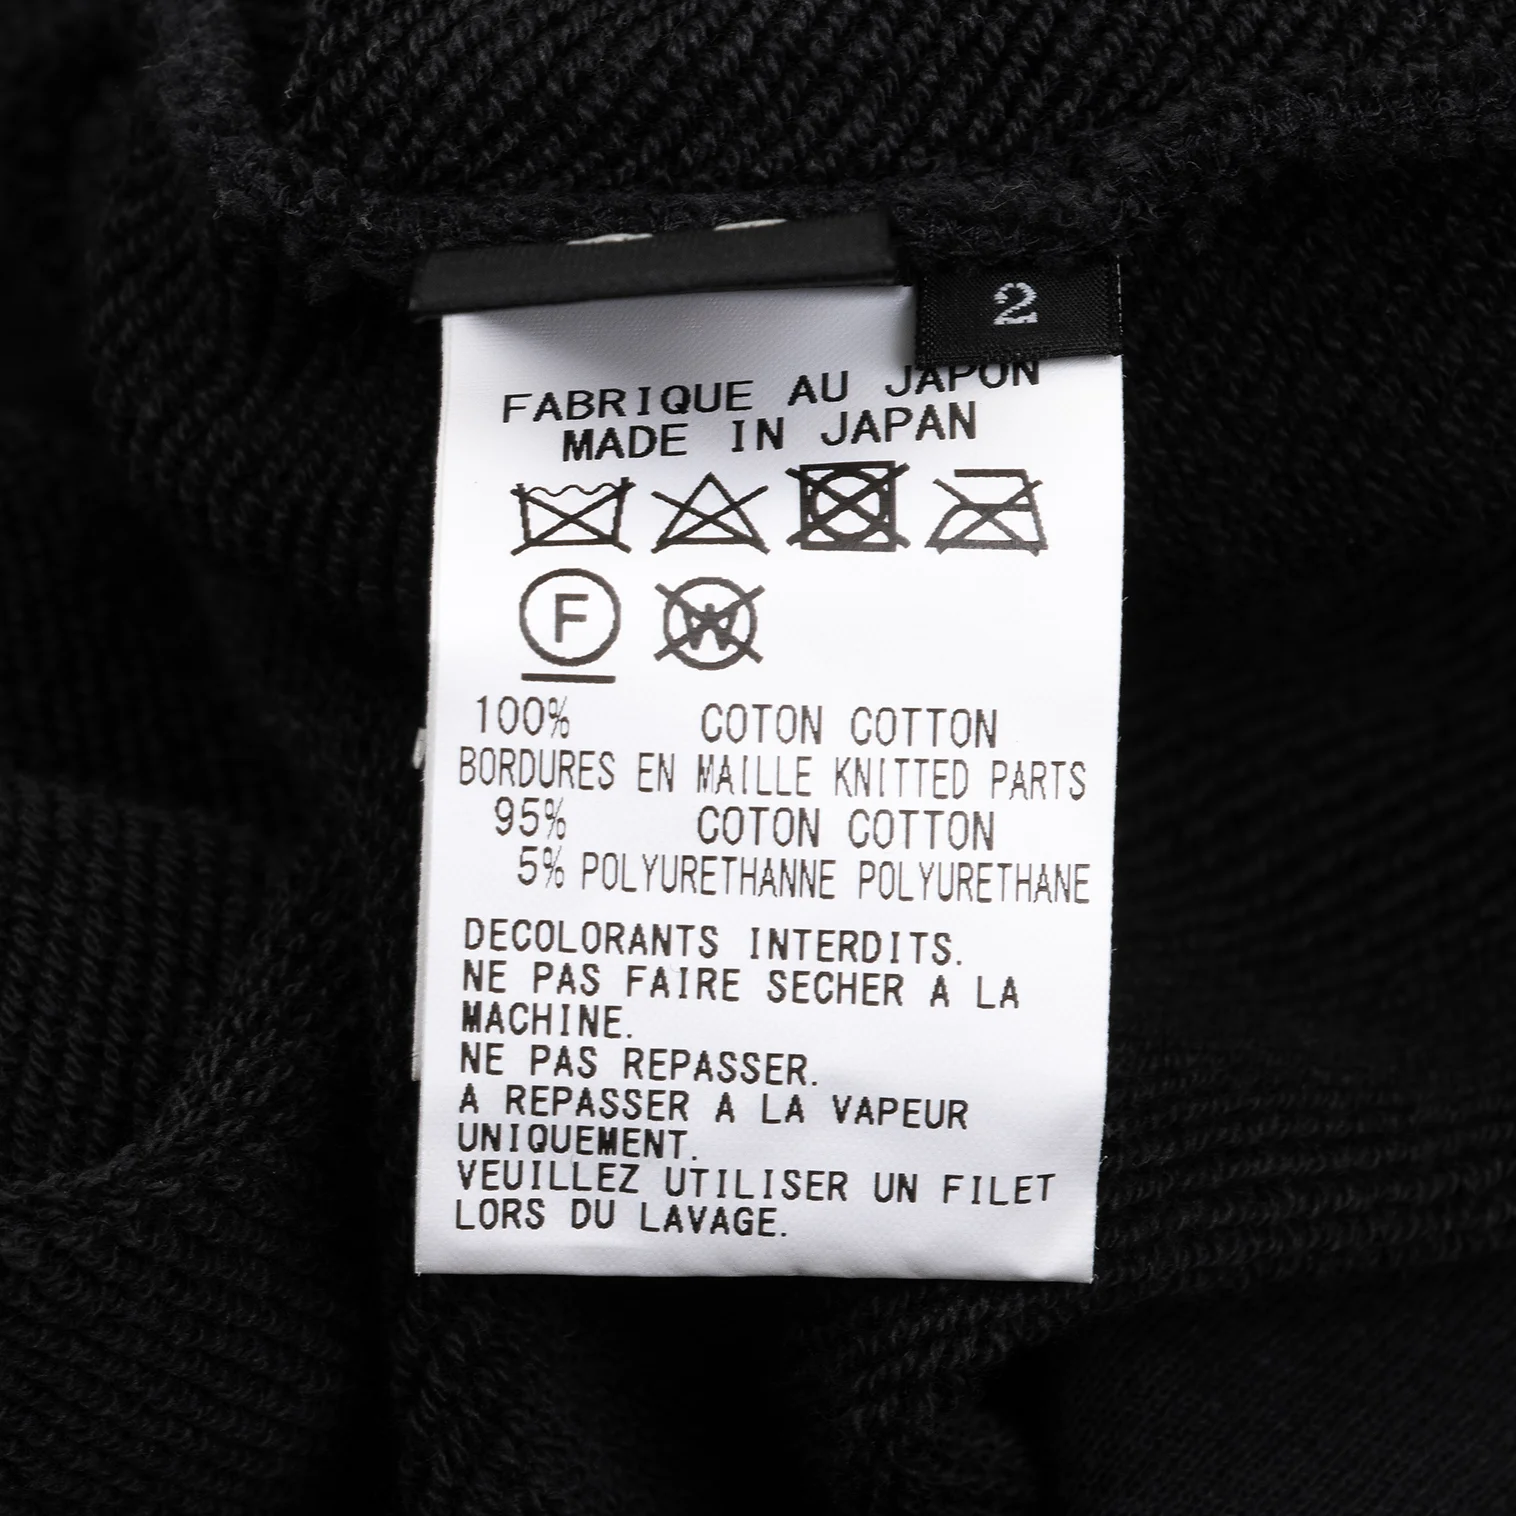 2
FABRIQUE AU JAPON
MADE IN JAPAN
F W
100% COTON COTTON
BORDURES EN MAILLE KNITTED PARTS
95% COTON COTTON
5% POLYURETHANNE POLYURETHANE
DECOLORANTS INTERDITS.
NE PAS FAIRE SECHER A LA
MACHINE.
NE PAS REPASSER.
A REPASSER A LA VAPEUR
UNIQUEMENT.
VEUILLEZ UTILISER UN FILET
LORS DU LAVAGE.